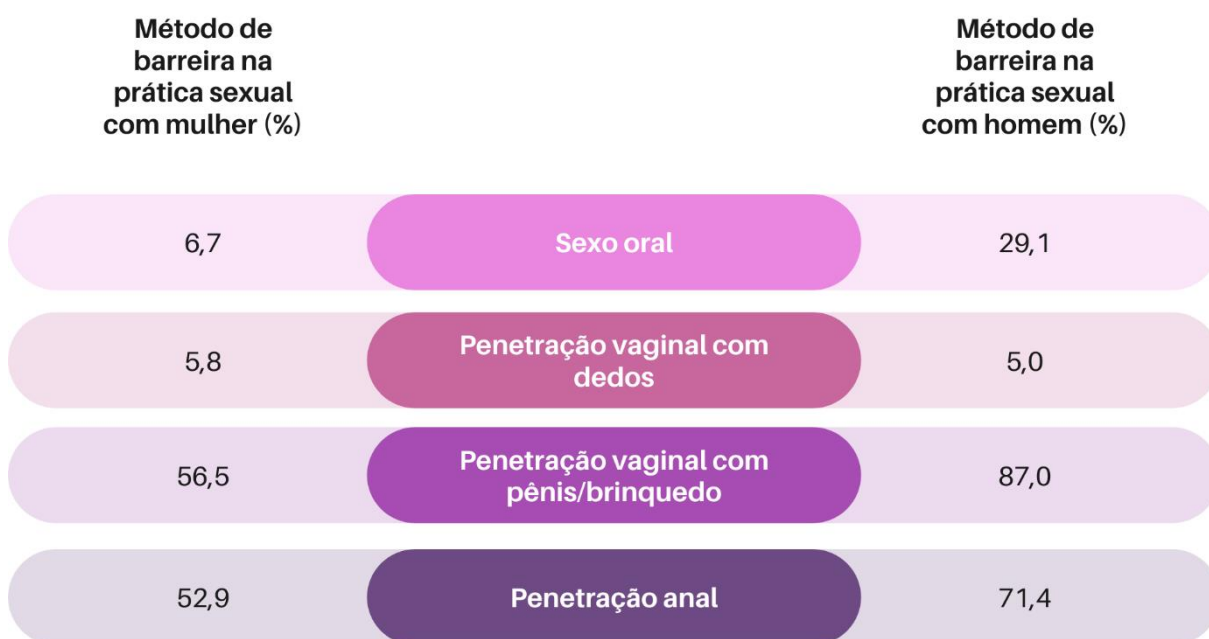 Método de
barreira na
prática sexual
com mulher (%)
Método de
barreira na
prática sexual
com homem (%)
6,7
Sexo oral
29,1
5,8
Penetração vaginal com
dedos
5,0
56,5
Penetração vaginal com
pênis/brinquedo
87,0
52,9
Penetração anal
71,4